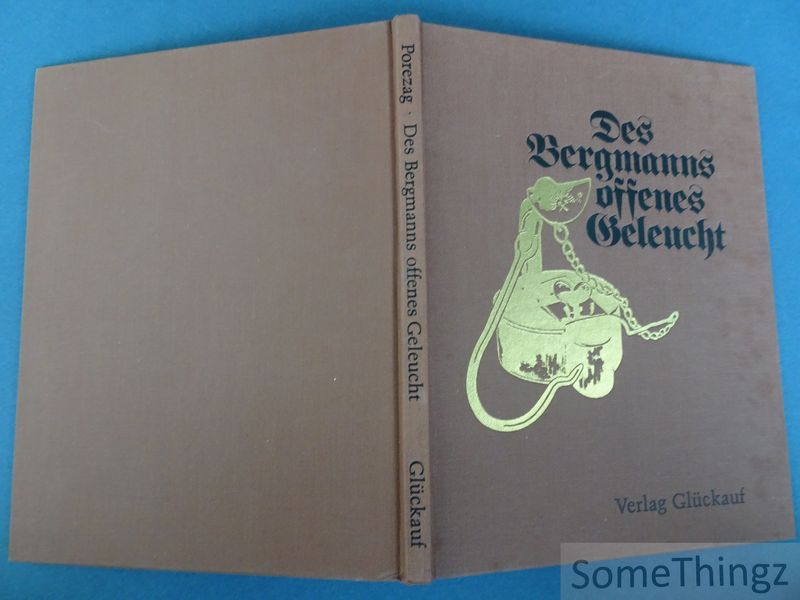 Porezag · Des Bergmanns offenes Geleucht Glückauf
Des
Bergmanns
offenes
Geleucht
Verlag Glückauf
SomeThingz